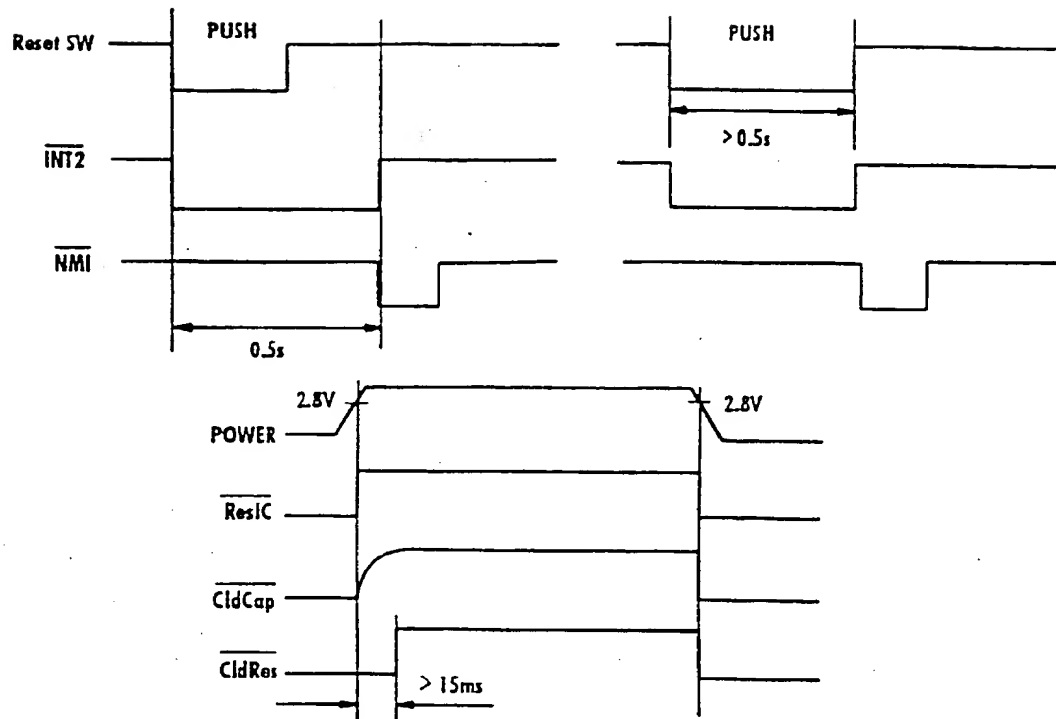 Reset SW PUSH PUSH
> 0.5s
INT2
NMI
0.5s
2.8V 2.8V
POWER
ResIC
CldCap
CldRes
> 15ms